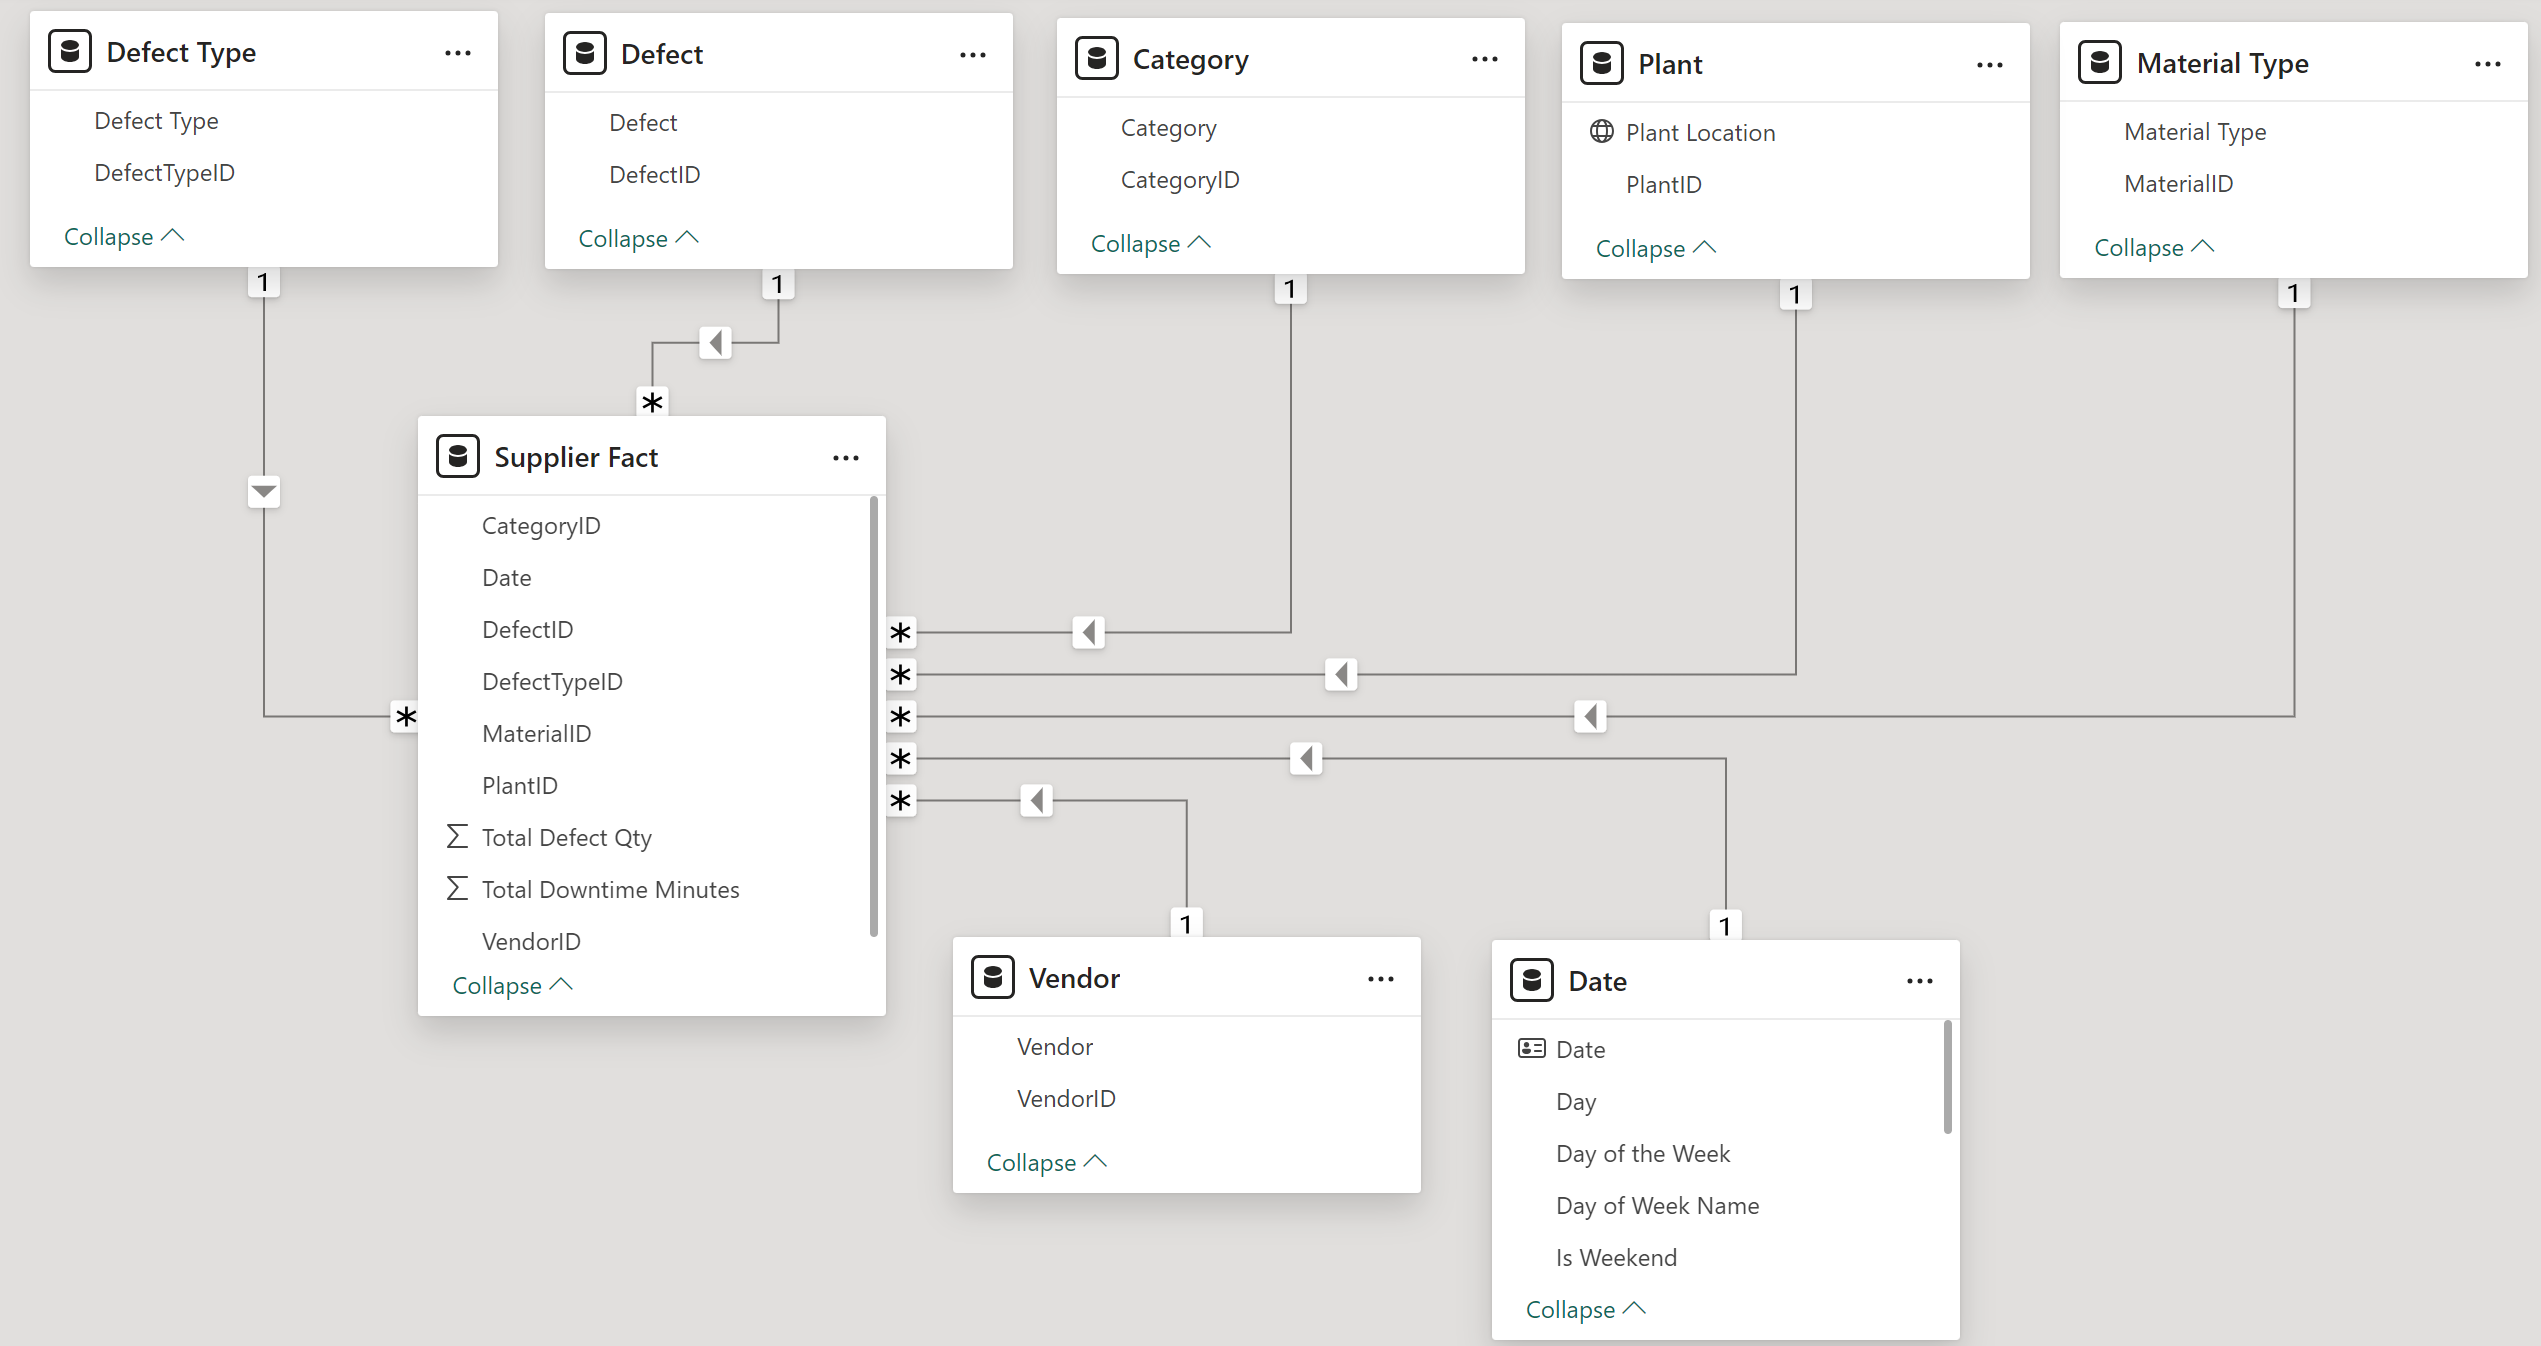 Defect Type
Defect Type
DefectTypeID
Collapse
1
Defect
Defect
DefectID
Collapse
1
Category
Category
CategoryID
Collapse
1
Plant
Plant Location
PlantID
Collapse
1
Material Type
Material Type
MaterialID
Collapse
1
*
*
Supplier Fact
CategoryID
Date
DefectID
DefectTypeID
MaterialID
PlantID
Total Defect Qty
Total Downtime Minutes
VendorID
Collapse
*
*
*
*
*
1
Vendor
Vendor
VendorID
Collapse
1
Date
Date
Day
Day of the Week
Day of Week Name
Is Weekend
Collapse